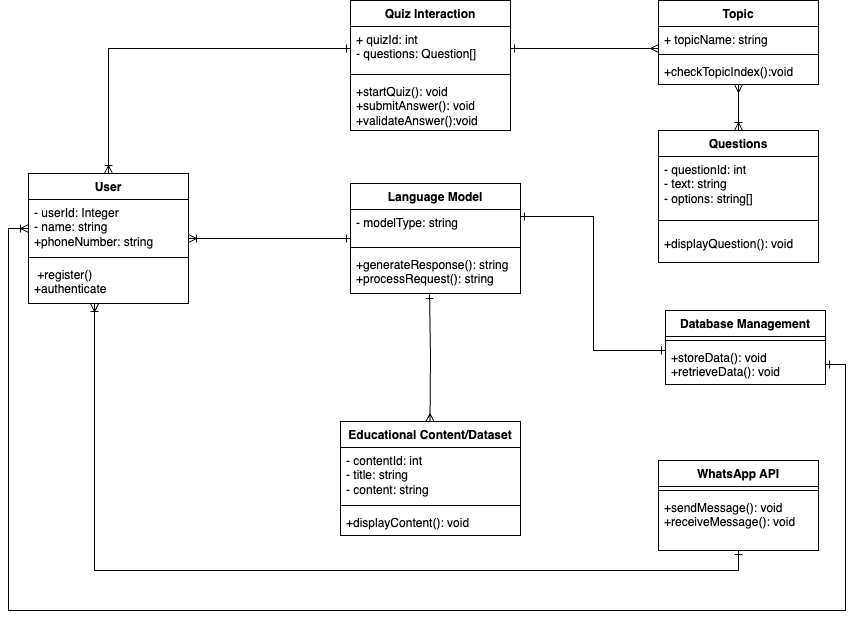 Quiz Interaction
+ quizId: int
- questions: Question[]
+startQuiz(): void
+submitAnswer(): void
+validateAnswer():void
Topic
+ topicName: string
+checkTopicIndex():void
Questions
- questionId: int
- text: string
- options: string[]
+displayQuestion(): void
User
- userId: Integer
- name: string
+phoneNumber: string
+register()
+authenticate
Language Model
- modelType: string
+generateResponse(): string
+processRequest(): string
Database Management
+storeData(): void
+retrieveData(): void
Educational Content/Dataset
- contentId: int
- title: string
- content: string
+displayContent(): void
WhatsApp API
+sendMessage(): void
+receiveMessage(): void